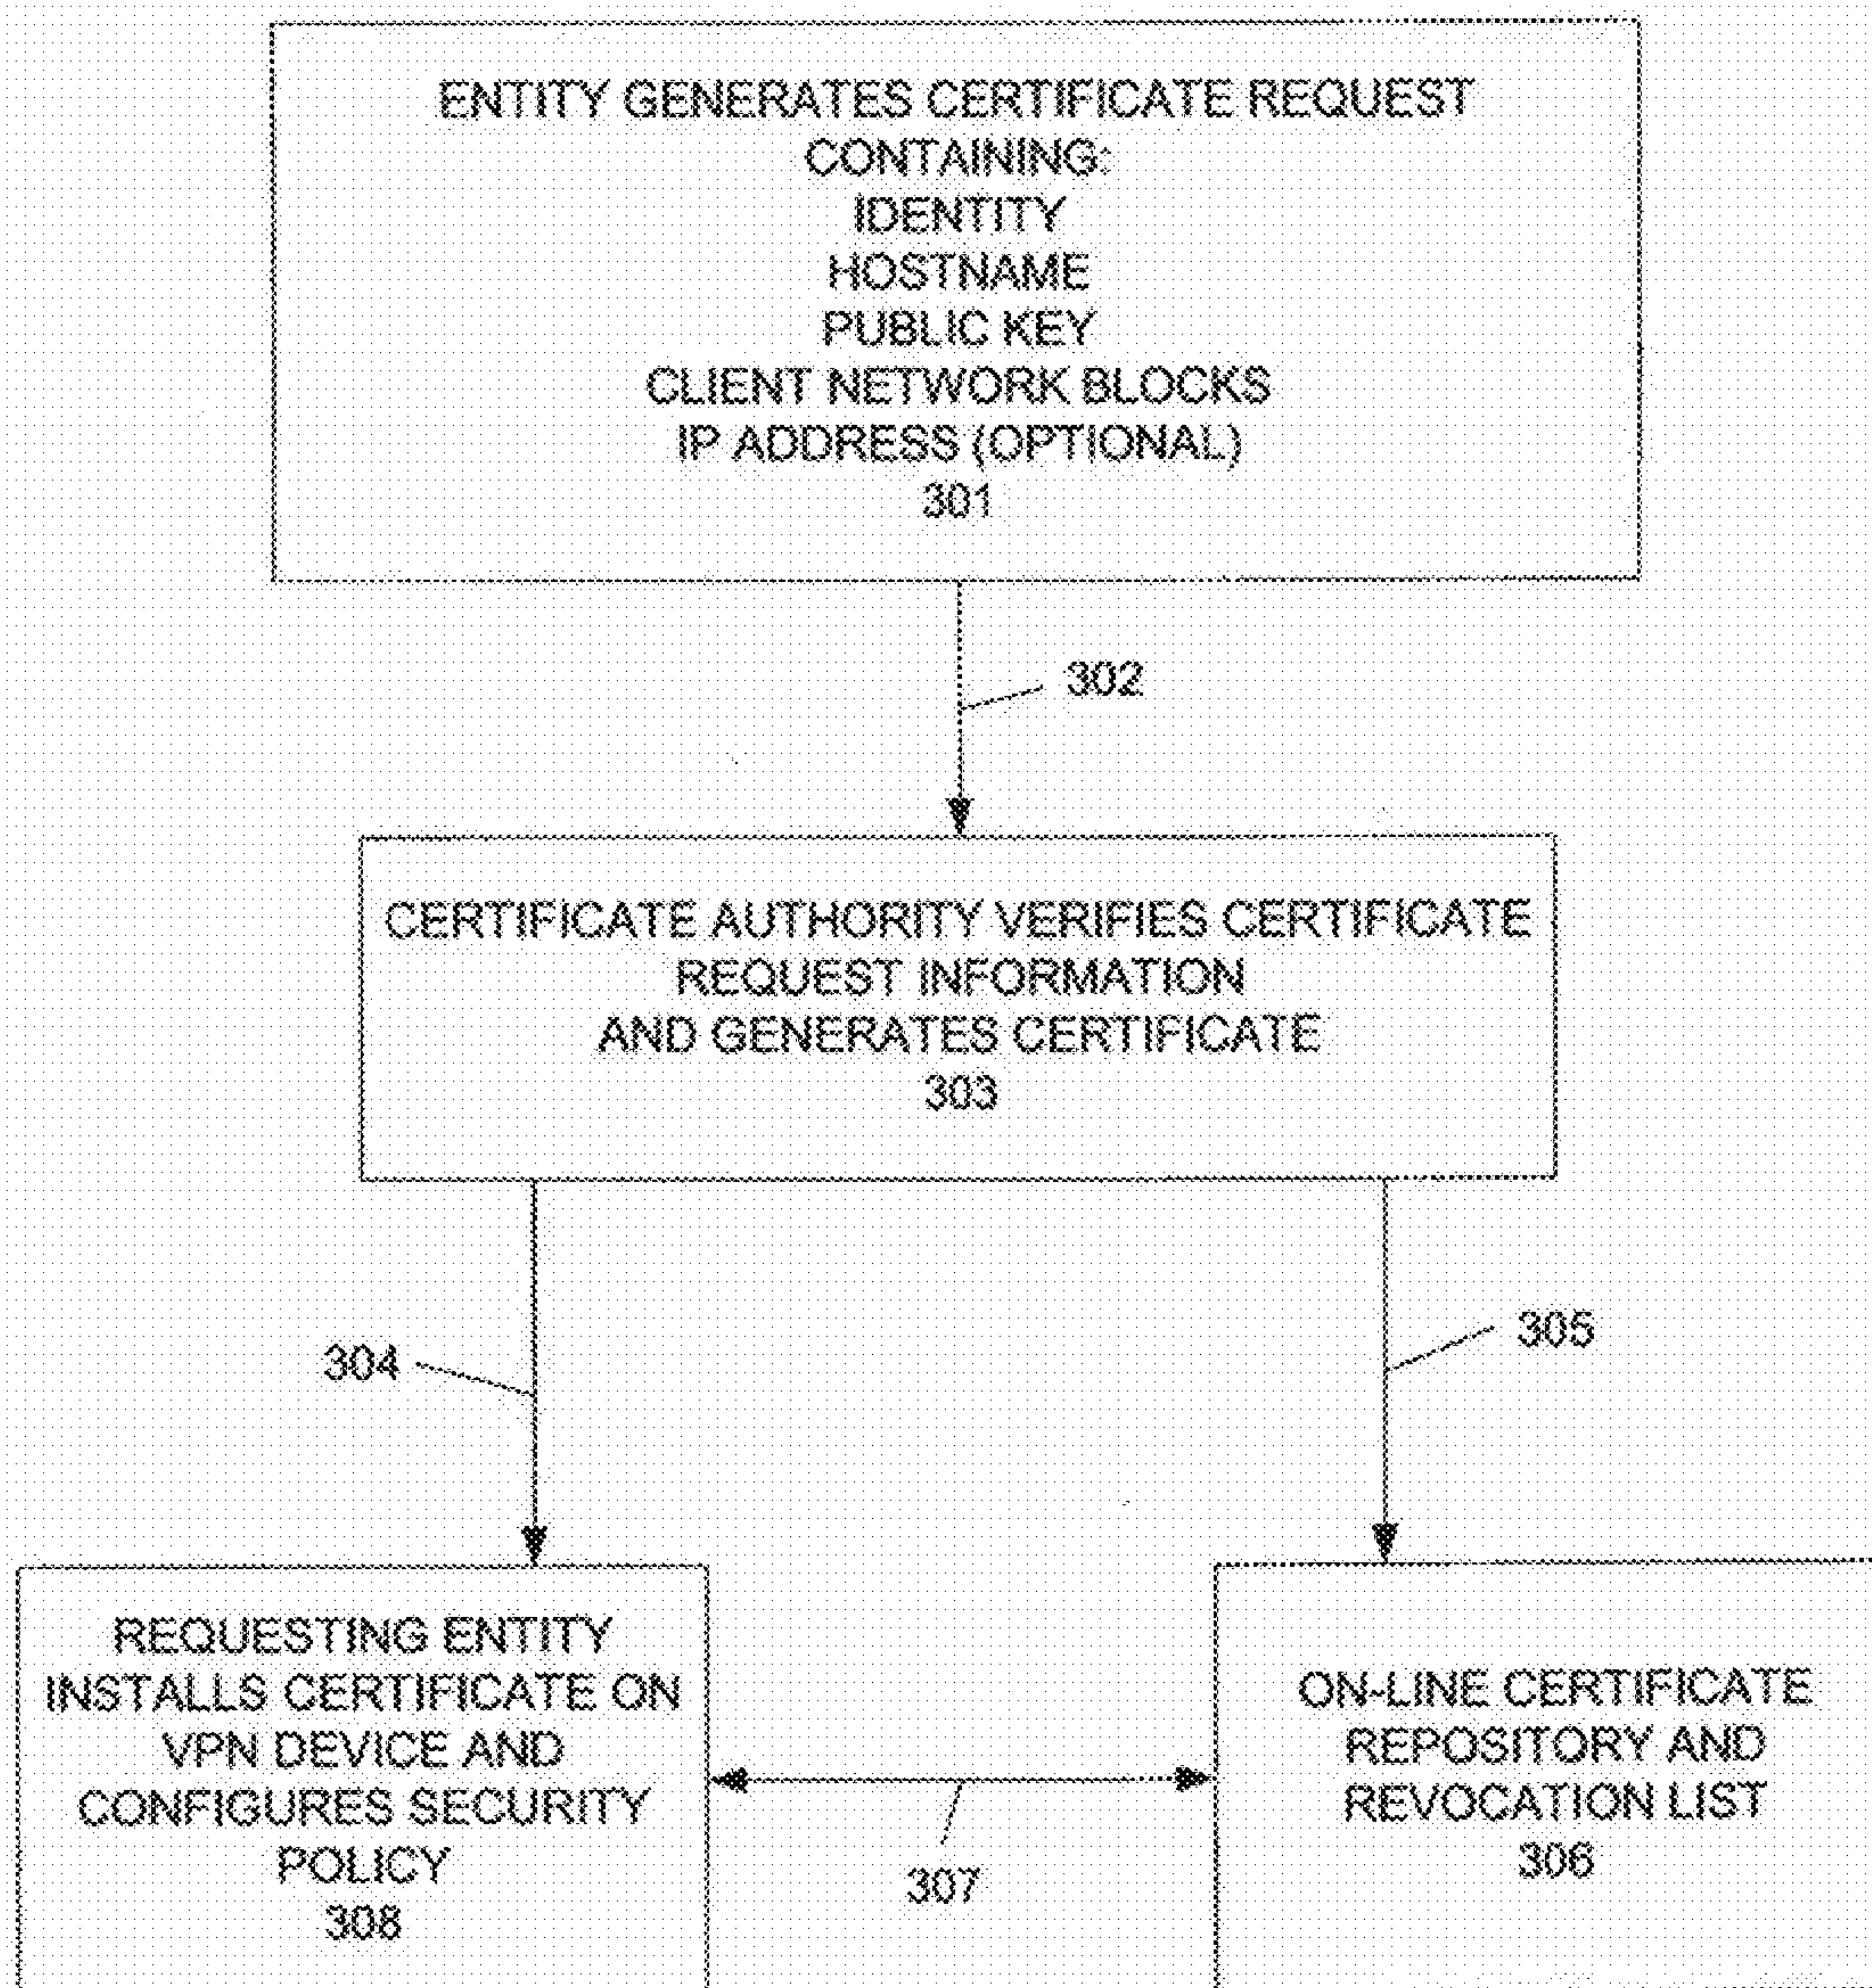 ENTITY GENERATES CERTIFICATE REQUEST
CONTAINING:
IDENTITY
HOSTNAME
PUBLIC KEY
CLIENT NETWORK BLOCKS
IP ADDRESS (OPTIONAL)
301
302
CERTIFICATE AUTHORITY VERIFIES CERTIFICATE
REQUEST INFORMATION
AND GENERATES CERTIFICATE
303
304
305
REQUESTING ENTITY
INSTALLS CERTIFICATE ON
VPN DEVICE AND
CONFIGURES SECURITY
POLICY
308
307
ON-LINE CERTIFICATE
REPOSITORY AND
REVOCATION LIST
306